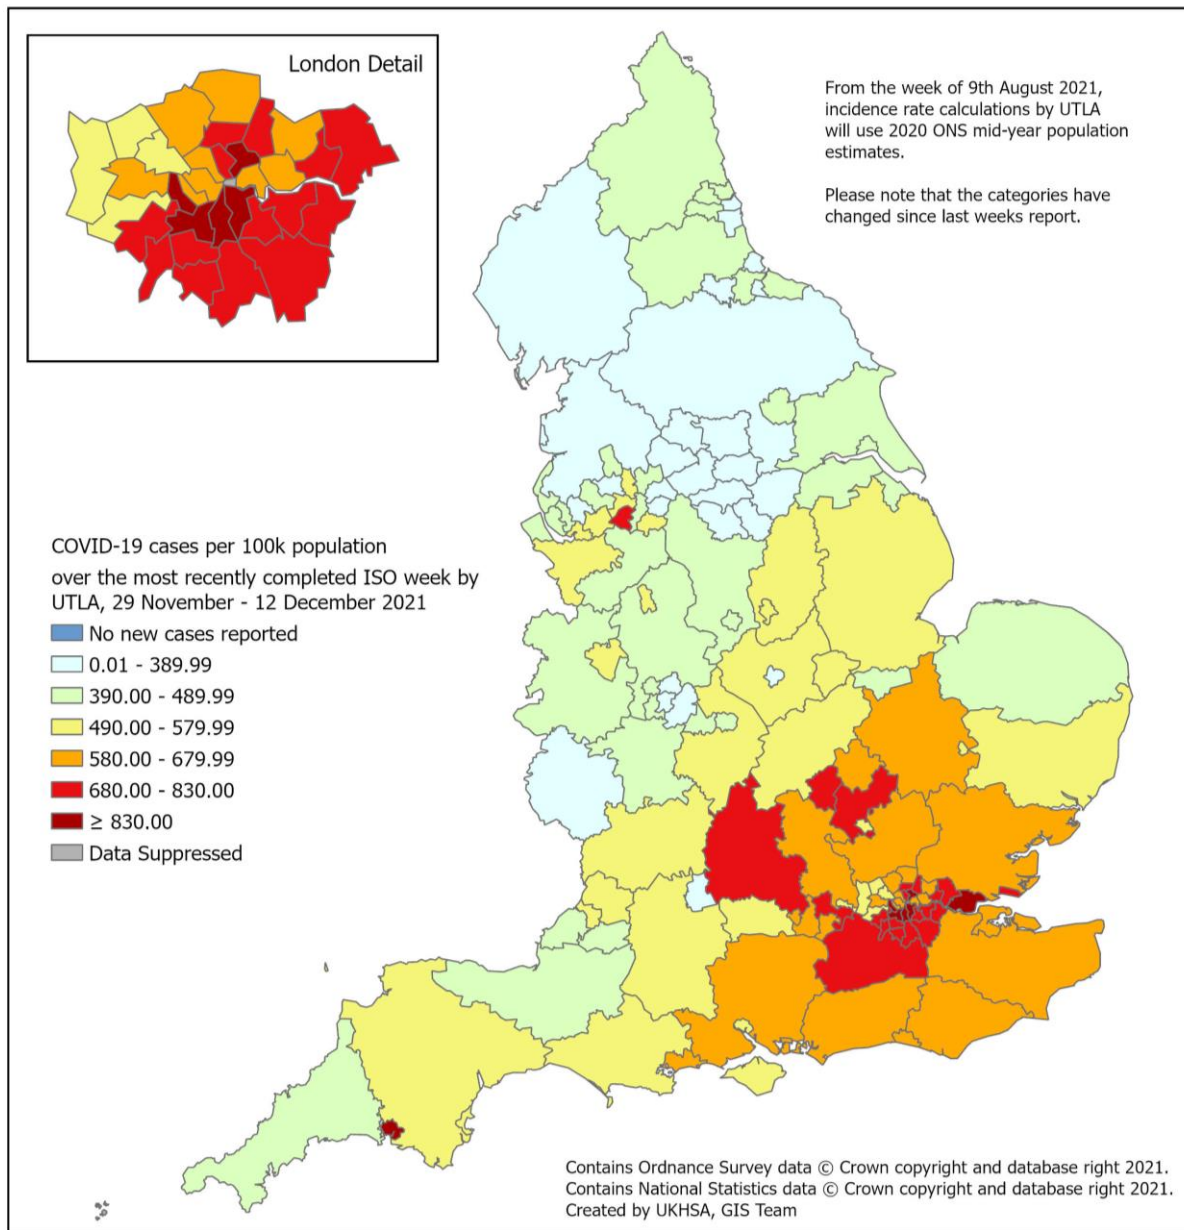 London Detail
From the week of 9th August 2021,
incidence rate calculations by UTLA
will use 2020 ONS mid-year population
estimates.
Please note that the categories have
changed since last weeks report.
COVID-19 cases per 100k population
over the most recently completed ISO week by
UTLA, 29 November - 12 December 2021
No new cases reported
0.01 - 389.99
390.00 - 489.99
490.00 - 579.99
580.00 - 679.99
680.00 - 830.00
≥ 830.00
Data Suppressed
Contains Ordnance Survey data © Crown copyright and database right 2021.
Contains National Statistics data © Crown copyright and database right 2021.
Created by UKHSA, GIS Team